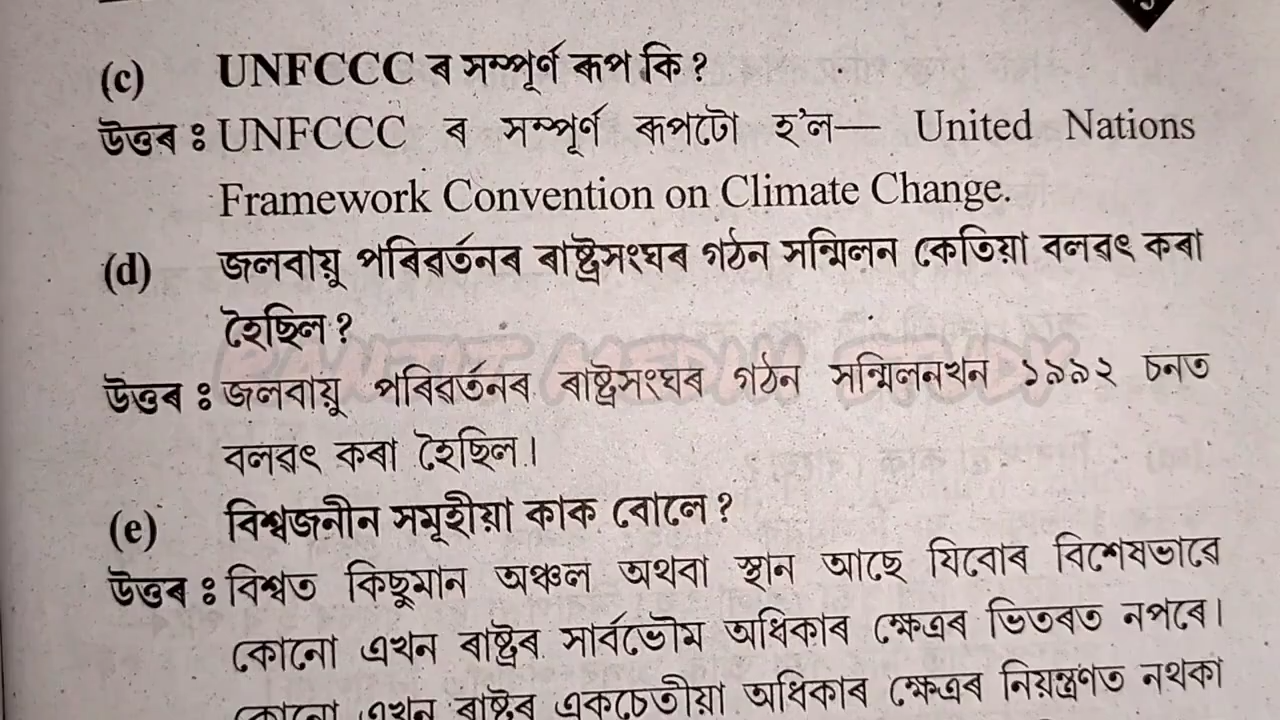 (c) UNFCCC ৰ সম্পূৰ্ণ ৰূপ কি ?
উত্তৰ ঃ UNFCCC ৰ সম্পূৰ্ণ ৰূপটো হ'ল— United Nations
Framework Convention on Climate Change.
(d) জলবায়ু পৰিৱৰ্তনৰ ৰাষ্ট্ৰসংঘৰ গঠন সন্মিলন কেতিয়া বলৱৎ কৰা
হৈছিল ?
উত্তৰ ঃ জলবায়ু পৰিৱৰ্তনৰ ৰাষ্ট্ৰসংঘৰ গঠন সন্মিলনখন ১৯৯২ চনত
বলৱৎ কৰা হৈছিল।
(e) বিশ্বজনীন সমূহীয়া কাক বোলে ?
উত্তৰ ঃ বিশ্বত কিছুমান অঞ্চল অথবা স্থান আছে যিবোৰ বিশেষভাৱে
কোনো এখন ৰাষ্ট্ৰৰ সাৰ্বভৌম অধিকাৰ ক্ষেত্ৰৰ ভিতৰত নপৰে।
কোনো এখন ৰাষ্ট্ৰৰ একচেতীয়া অধিকাৰ ক্ষেত্ৰৰ নিয়ন্ত্ৰণত নথকা